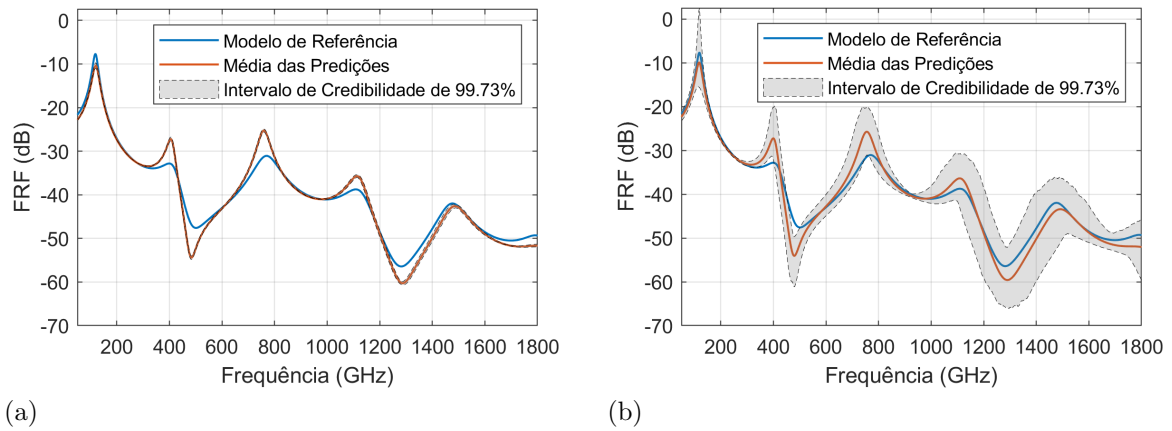 0
-10
-20
-30
-40
-50
-60
-70
FRF (dB)
Modelo de Referência
Média das Predições
Intervalo de Credibilidade de 99.73%
200 400 600 800 1000 1200 1400 1600 1800
Frequência (GHz)
(a)
0
-10
-20
-30
-40
-50
-60
-70
FRF (dB)
Modelo de Referência
Média das Predições
Intervalo de Credibilidade de 99.73%
200 400 600 800 1000 1200 1400 1600 1800
Frequência (GHz)
(b)